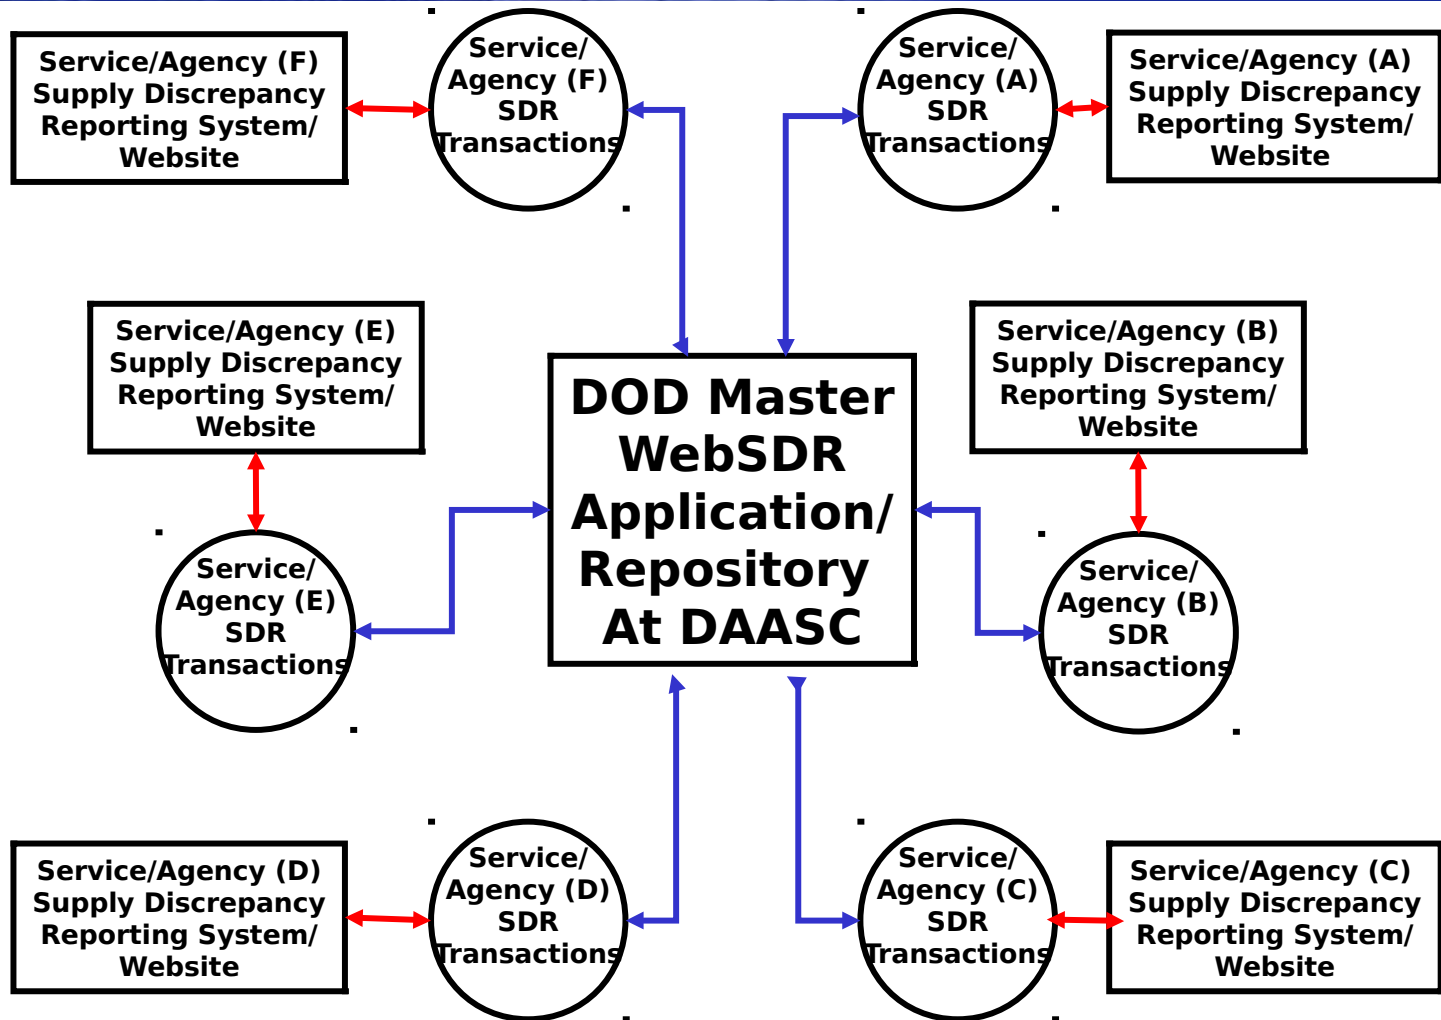 Service/Agency (F)
Supply Discrepancy
Reporting System/
Website
Service/
Agency (F)
SDR
Transactions
Service/
Agency (A)
SDR
Transactions
Service/Agency (A)
Supply Discrepancy
Reporting System/
Website
Service/Agency (E)
Supply Discrepancy
Reporting System/
Website
DOD Master
WebSDR
Application/
Repository
At DAASC
Service/Agency (B)
Supply Discrepancy
Reporting System/
Website
Service/
Agency (E)
SDR
Transactions
Service/
Agency (B)
SDR
Transactions
Service/Agency (D)
Supply Discrepancy
Reporting System/
Website
Service/
Agency (D)
SDR
Transactions
Service/
Agency (C)
SDR
Transactions
Service/Agency (C)
Supply Discrepancy
Reporting System/
Website